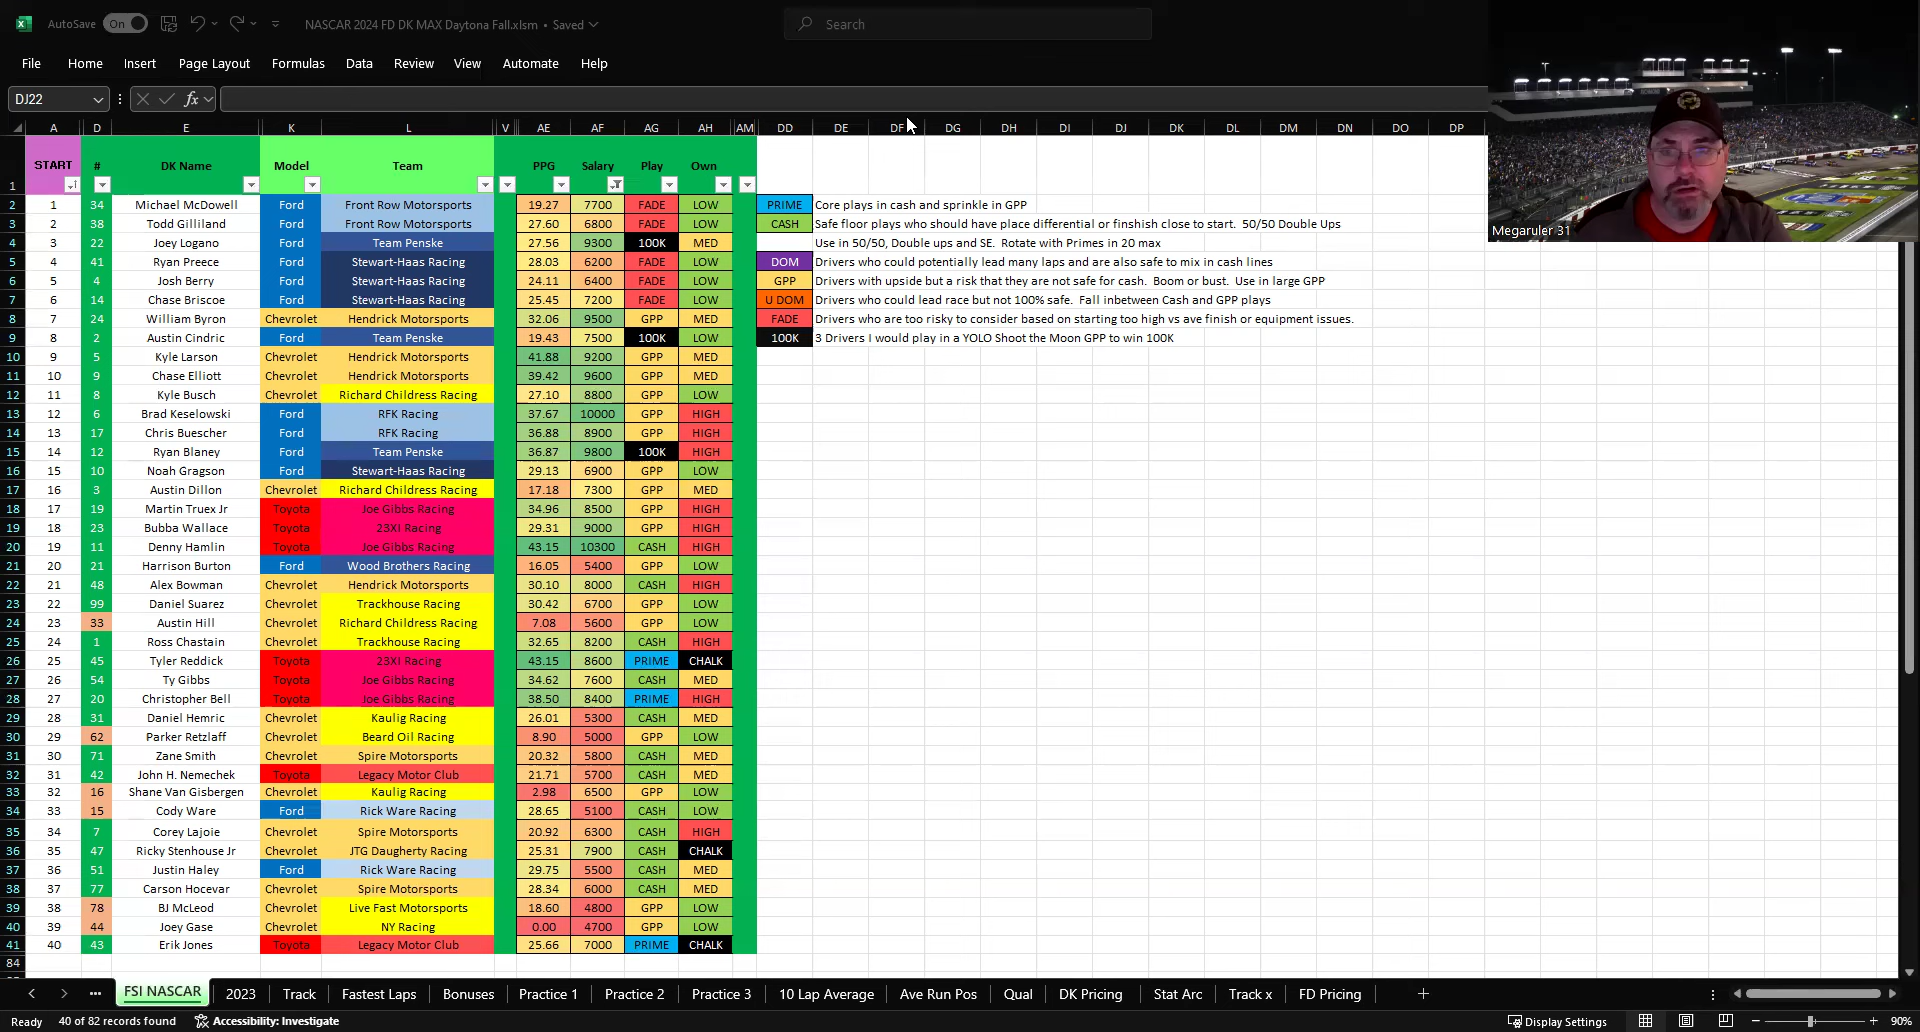 AutoSave On NASCAR 2024 FD DK MAX Daytona Fall.xlsm • Saved Search
File Home Insert Page Layout Formulas Data Review View Automate Help
DJ22 fx
Megaruler 31
A D E K L V AE AF AG AH AM DD DE DF DG DH DI DJ DK DL DM DN DO DP
1 START # DK Name Model Team PPG Salary Play Own
2 1 34 Michael McDowell Ford Front Row Motorsports 19.27 7700 FADE LOW PRIME Core plays in cash and sprinkle in GPP
3 2 38 Todd Gilliland Ford Front Row Motorsports 27.60 6800 FADE LOW CASH Safe floor plays who should have place differential or finshish close to start. 50/50 Double Ups
4 3 22 Joey Logano Ford Team Penske 27.56 9300 100K MED Use in 50/50, Double ups and SE. Rotate with Primes in 20 max
5 4 41 Ryan Preece Ford Stewart-Haas Racing 28.03 6200 FADE LOW DOM Drivers who could potentially lead many laps and are also safe to mix in cash lines
6 5 4 Josh Berry Ford Stewart-Haas Racing 24.11 6400 FADE LOW GPP Drivers with upside but a risk that they are not safe for cash. Boom or bust. Use in large GPP
7 6 14 Chase Briscoe Ford Stewart-Haas Racing 25.45 7200 FADE LOW U DOM Drivers who could lead race but not 100% safe. Fall inbetween Cash and GPP plays
8 7 24 William Byron Chevrolet Hendrick Motorsports 32.06 9500 GPP MED FADE Drivers who are too risky to consider based on starting too high vs ave finish or equipment issues.
9 8 2 Austin Cindric Ford Team Penske 19.43 7500 100K LOW 100K 3 Drivers I would play in a YOLO Shoot the Moon GPP to win 100K
10 9 5 Kyle Larson Chevrolet Hendrick Motorsports 41.88 9200 GPP MED
11 10 9 Chase Elliott Chevrolet Hendrick Motorsports 39.42 9600 GPP MED
12 11 8 Kyle Busch Chevrolet Richard Childress Racing 27.10 8800 GPP LOW
13 12 6 Brad Keselowski Ford RFK Racing 37.67 10000 GPP HIGH
14 13 17 Chris Buescher Ford RFK Racing 36.88 8900 GPP HIGH
15 14 12 Ryan Blaney Ford Team Penske 36.87 9800 100K HIGH
16 15 10 Noah Gragson Ford Stewart-Haas Racing 29.13 6900 GPP LOW
17 16 3 Austin Dillon Chevrolet Richard Childress Racing 17.18 7300 GPP MED
18 17 19 Martin Truex Jr Toyota Joe Gibbs Racing 34.96 8500 GPP HIGH
19 18 23 Bubba Wallace Toyota 23XI Racing 29.31 9000 GPP HIGH
20 19 11 Denny Hamlin Toyota Joe Gibbs Racing 43.15 10300 CASH HIGH
21 20 21 Harrison Burton Ford Wood Brothers Racing 16.05 5400 GPP LOW
22 21 48 Alex Bowman Chevrolet Hendrick Motorsports 30.10 8000 CASH HIGH
23 22 99 Daniel Suarez Chevrolet Trackhouse Racing 30.42 6700 GPP LOW
24 23 33 Austin Hill Chevrolet Richard Childress Racing 7.08 5600 GPP LOW
25 24 1 Ross Chastain Chevrolet Trackhouse Racing 32.65 8200 CASH HIGH
26 25 45 Tyler Reddick Toyota 23XI Racing 43.15 8600 PRIME CHALK
27 26 54 Ty Gibbs Toyota Joe Gibbs Racing 34.62 7600 CASH MED
28 27 20 Christopher Bell Toyota Joe Gibbs Racing 38.50 8400 PRIME HIGH
29 28 31 Daniel Hemric Chevrolet Kaulig Racing 26.01 5300 CASH MED
30 29 62 Parker Retzlaff Chevrolet Beard Oil Racing 8.90 5000 GPP LOW
31 30 71 Zane Smith Chevrolet Spire Motorsports 20.32 5800 CASH MED
32 31 42 John H. Nemechek Toyota Legacy Motor Club 21.71 5700 CASH MED
33 32 16 Shane Van Gisbergen Chevrolet Kaulig Racing 2.98 6500 GPP LOW
34 33 15 Cody Ware Ford Rick Ware Racing 28.65 5100 CASH LOW
35 34 7 Corey Lajoie Chevrolet Spire Motorsports 20.92 6300 CASH HIGH
36 35 47 Ricky Stenhouse Jr Chevrolet JTG Daugherty Racing 25.31 7900 CASH CHALK
37 36 51 Justin Haley Ford Rick Ware Racing 29.75 5500 CASH MED
38 37 77 Carson Hocevar Chevrolet Spire Motorsports 28.34 6000 CASH MED
39 38 78 BJ McLeod Chevrolet Live Fast Motorsports 18.60 4800 GPP LOW
40 39 44 Joey Gase Chevrolet NY Racing 0.00 4700 GPP LOW
41 40 43 Erik Jones Toyota Legacy Motor Club 25.66 7000 PRIME CHALK
84
FSI NASCAR 2023 Track Fastest Laps Bonuses Practice 1 Practice 2 Practice 3 10 Lap Average Ave Run Pos Qual DK Pricing Stat Arc Track x FD Pricing
Ready 40 of 82 records found Accessibility: Investigate Display Settings 90%